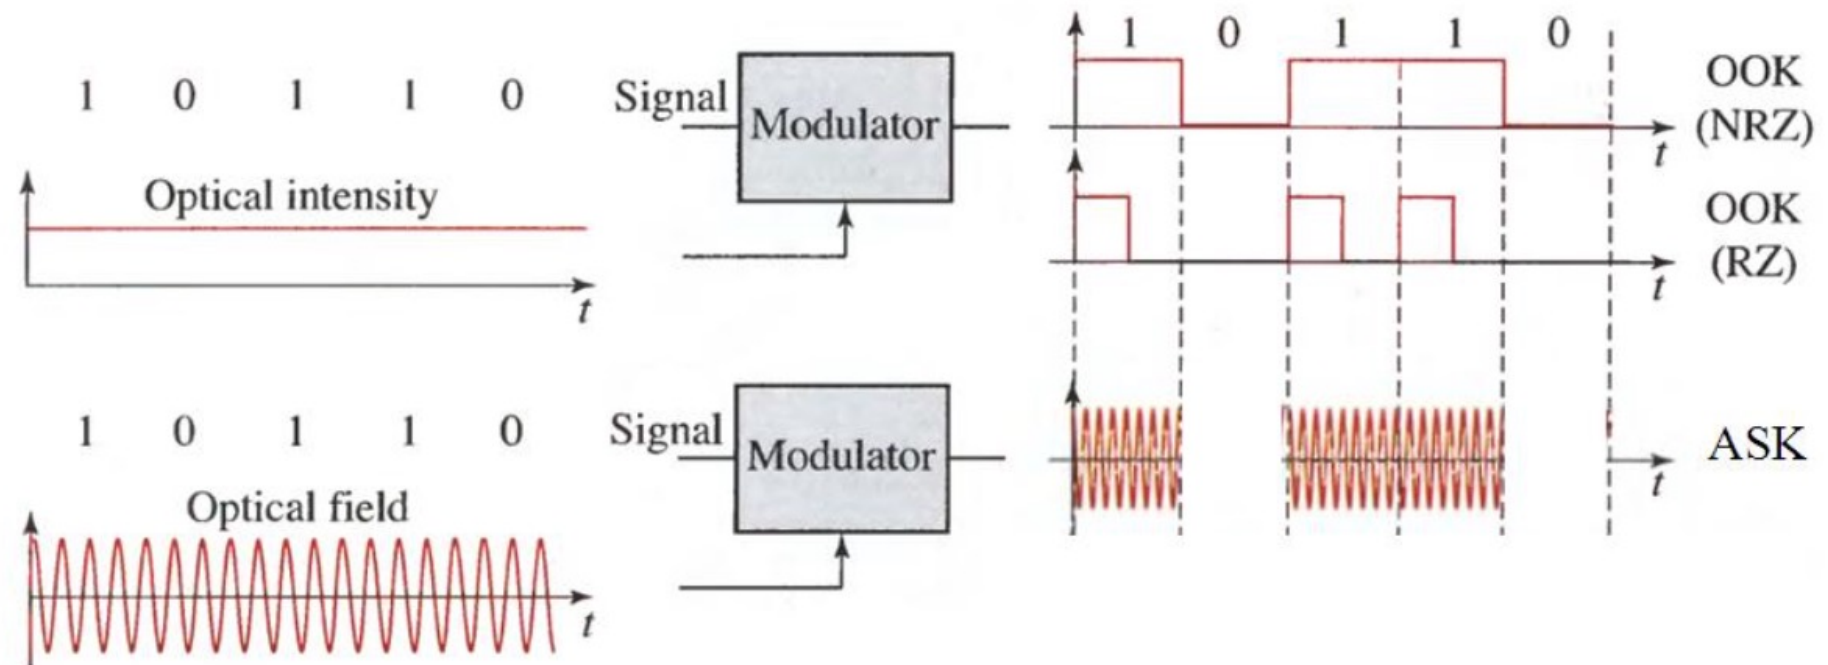 1 0 1 1 0
Optical intensity
t
Signal
Modulator
1 0 1 1 0
OOK
(NRZ)
t
OOK
(RZ)
t
1 0 1 1 0
Optical field
t
Signal
Modulator
ASK
t